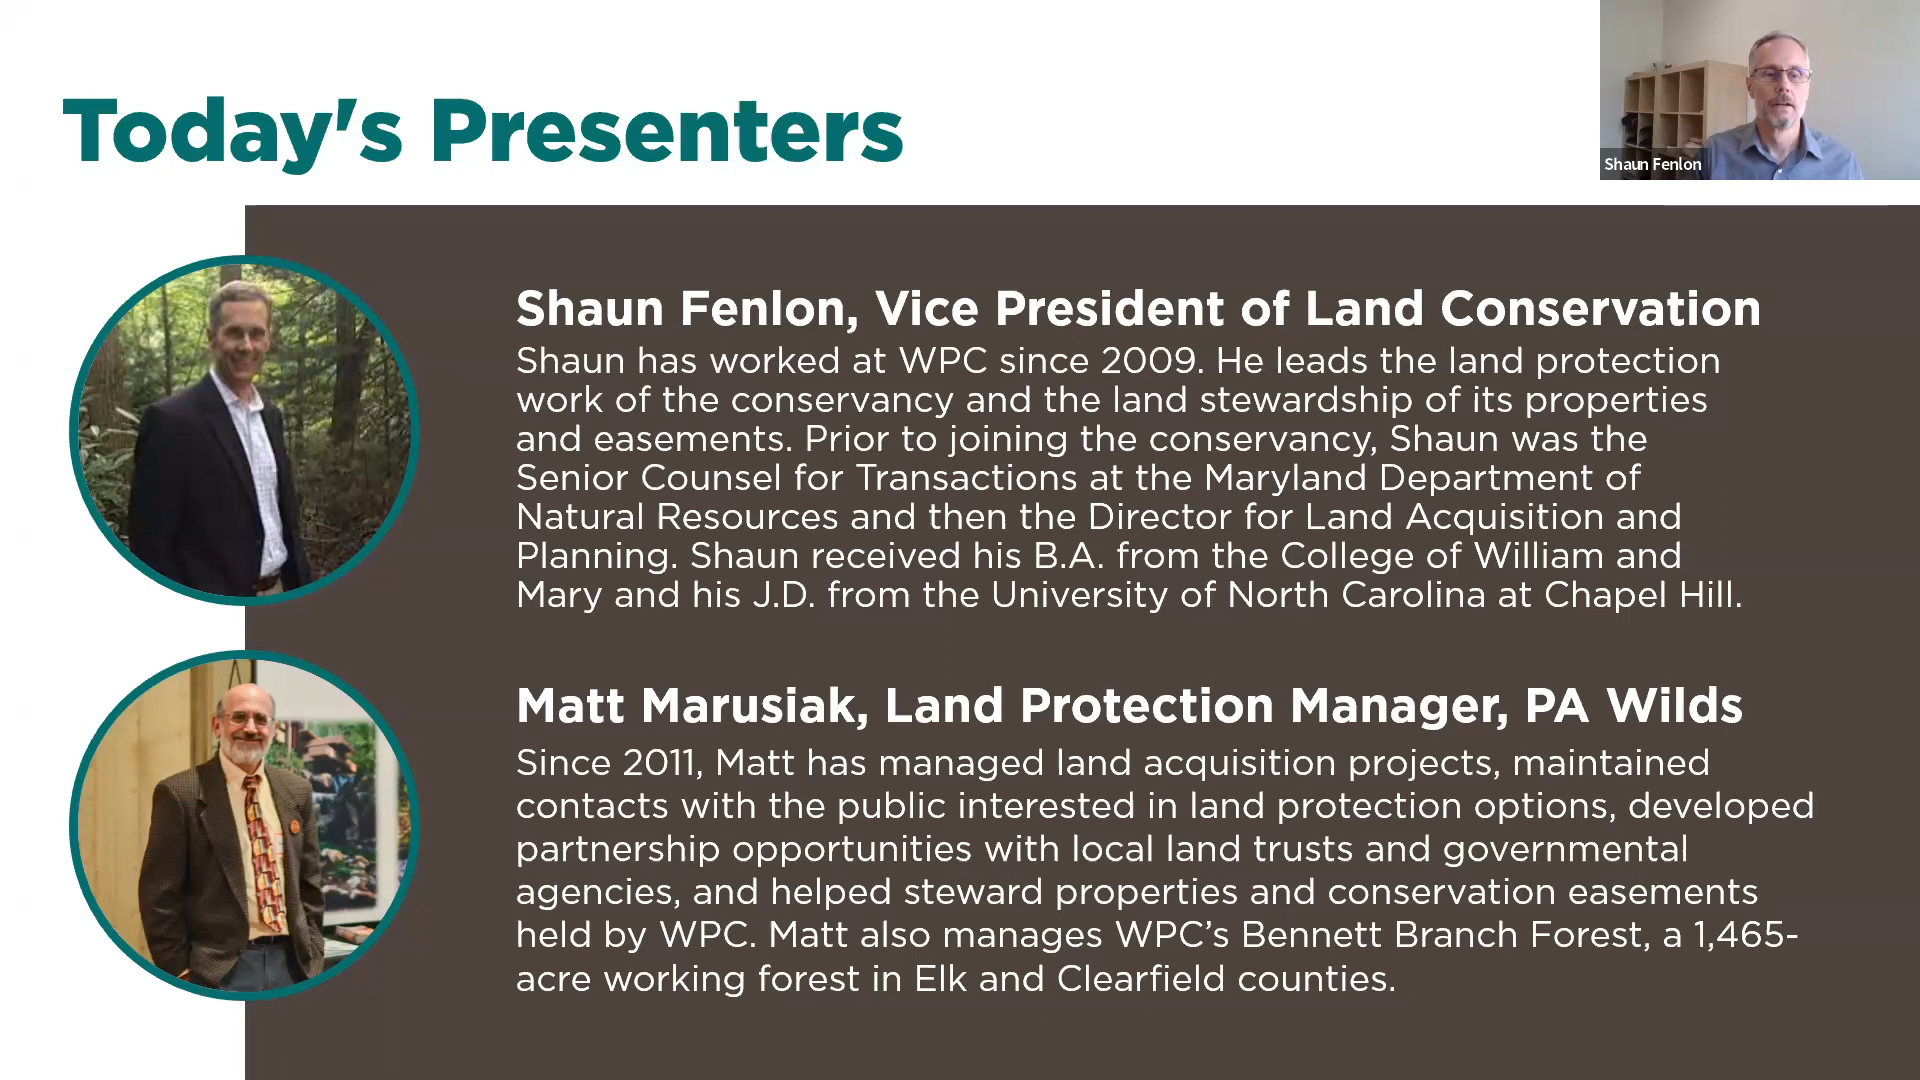 Today's Presenters
Shaun Fenlon
Shaun Fenlon, Vice President of Land Conservation
Shaun has worked at WPC since 2009. He leads the land protection
work of the conservancy and the land stewardship of its properties
and easements. Prior to joining the conservancy, Shaun was the
Senior Counsel for Transactions at the Maryland Department of
Natural Resources and then the Director for Land Acquisition and
Planning. Shaun received his B.A. from the College of William and
Mary and his J.D. from the University of North Carolina at Chapel Hill.
Matt Marusiak, Land Protection Manager, PA Wilds
Since 2011, Matt has managed land acquisition projects, maintained
contacts with the public interested in land protection options, developed
partnership opportunities with local land trusts and governmental
agencies, and helped steward properties and conservation easements
held by WPC. Matt also manages WPC’s Bennett Branch Forest, a 1,465-
acre working forest in Elk and Clearfield counties.